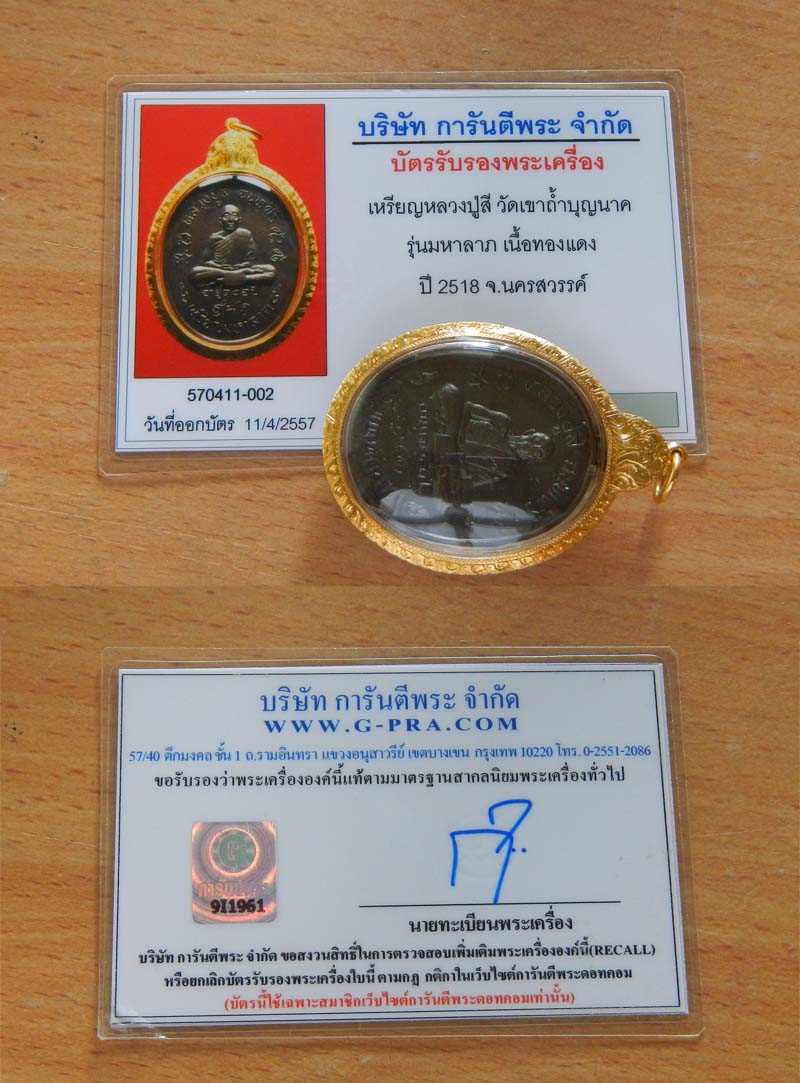 บริษัท การันตีพระ จำกัด
บัตรรับรองพระเครื่อง
เหรียญหลวงปู่สี วัดเขาถ้ำบุญนาค
รุ่นมหาลาภ เนื้อทองแดง
ปี 2518 จ.นครสวรรค์
570411-002
วันที่ออกบัตร 11/4/2557
บริษัท การันตีพระ จำกัด
WWW.G-PRA.COM
57/40 ตึกมงคล ชั้น 1 ถ.รามอินทรา แขวงอนุสาวรีย์ เขตบางเขน กรุงเทพ 10220 โทร. 0-2551-2086
ขอรับรองว่าพระเครื่ององค์นี้แท้ตามมาตรฐานสากลนิยมพระเครื่องทั่วไป
G
การันตีพระ
9I1961
นายทะเบียนพระเครื่อง
บริษัท การันตีพระ จำกัด ขอสงวนสิทธิ์ในการตรวจสอบเพิ่มเติมพระเครื่ององค์นี้(RECALL)
หรือยกเลิกบัตรรับรองพระเครื่องใบนี้ ตามกฎ กติกาในเว็บไซต์การันตีพระดอทคอม
(บัตรนี้ใช้เฉพาะสมาชิกเว็บไซต์การันตีพระดอทคอมเท่านั้น)